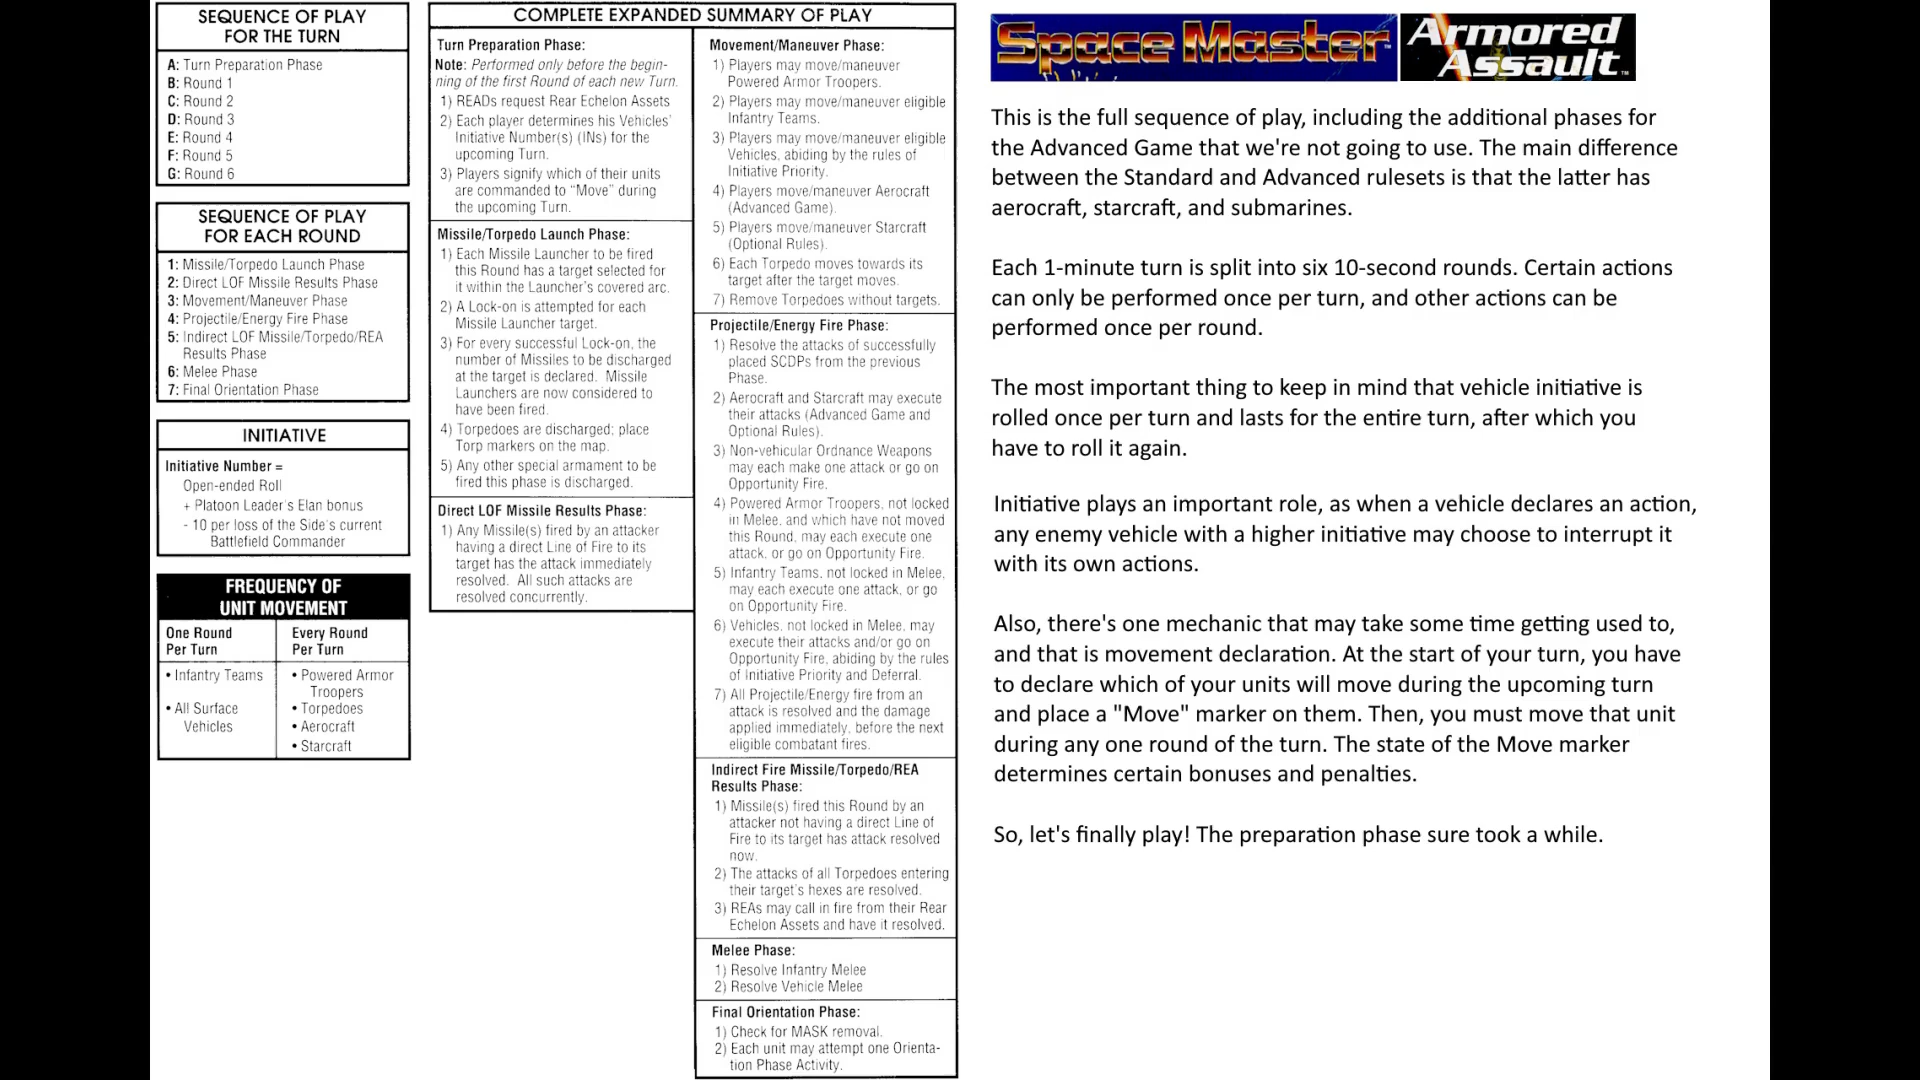 SEQUENCE OF PLAY
FOR THE TURN
A: Turn Preparation Phase
B: Round 1
C: Round 2
D: Round 3
E: Round 4
F: Round 5
G: Round 6
SEQUENCE OF PLAY
FOR EACH ROUND
1: Missile/Torpedo Launch Phase
2: Direct LOF Missile Results Phase
3: Movement/Maneuver Phase
4: Projectile/Energy Fire Phase
5: Indirect LOF Missile/Torpedo/REA
Results Phase
6: Melee Phase
7: Final Orientation Phase
INITIATIVE
Initiative Number =
Open-ended Roll
+ Platoon Leader's Elan bonus
- 10 per loss of the Side's current
Battlefield Commander
FREQUENCY OF
UNIT MOVEMENT
One Round
Per Turn
• Infantry Teams
• All Surface
Vehicles
Every Round
Per Turn
• Powered Armor
Troopers
• Torpedoes
• Aerocraft
• Starcraft
COMPLETE EXPANDED SUMMARY OF PLAY
Turn Preparation Phase:
Note: Performed only before the begin-
ning of the first Round of each new Turn.
1) READs request Rear Echelon Assets
2) Each player determines his Vehicles'
Initiative Number(s) (INs) for the
upcoming Turn.
3) Players signify which of their units
are commanded to "Move" during
the upcoming Turn.
Missile/Torpedo Launch Phase:
1) Each Missile Launcher to be fired
this Round has a target selected for
it within the Launcher's covered arc.
2) A Lock-on is attempted for each
Missile Launcher target.
3) For every successful Lock-on, the
number of Missiles to be discharged
at the target is declared. Missile
Launchers are now considered to
have been fired.
4) Torpedoes are discharged; place
Torp markers on the map.
5) Any other special armament to be
fired this phase is discharged.
Direct LOF Missile Results Phase:
1) Any Missile(s) fired by an attacker
having a direct Line of Fire to its
target has the attack immediately
resolved. All such attacks are
resolved concurrently.
Movement/Maneuver Phase:
1) Players may move/maneuver
Powered Armor Troopers.
2) Players may move/maneuver eligible
Infantry Teams.
3) Players may move/maneuver eligible
Vehicles, abiding by the rules of
Initiative Priority.
4) Players move/maneuver Aerocraft
(Advanced Game).
5) Players move/maneuver Starcraft
(Optional Rules).
6) Each Torpedo moves towards its
target after the target moves.
7) Remove Torpedoes without targets.
Projectile/Energy Fire Phase:
1) Resolve the attacks of successfully
placed SCDPs from the previous
Phase.
2) Aerocraft and Starcraft may execute
their attacks (Advanced Game and
Optional Rules).
3) Non-vehicular Ordnance Weapons
may each make one attack or go on
Opportunity Fire.
4) Powered Armor Troopers, not locked
in Melee, and which have not moved
this Round, may each execute one
attack, or go on Opportunity Fire.
5) Infantry Teams, not locked in Melee,
may each execute one attack, or go
on Opportunity Fire.
6) Vehicles, not locked in Melee, may
execute their attacks and/or go on
Opportunity Fire, abiding by the rules
of Initiative Priority and Deferral.
7) All Projectile/Energy fire from an
attack is resolved and the damage
applied immediately, before the next
eligible combatant fires.
Indirect Fire Missile/Torpedo/REA
Results Phase:
1) Missile(s) fired this Round by an
attacker not having a direct Line of
Fire to its target has attack resolved
now.
2) The attacks of all Torpedoes entering
their target's hexes are resolved.
3) REAs may call in fire from their Rear
Echelon Assets and have it resolved.
Melee Phase:
1) Resolve Infantry Melee
2) Resolve Vehicle Melee
Final Orientation Phase:
1) Check for MASK removal.
2) Each unit may attempt one Orienta-
tion Phase Activity.
Space Master™
Armored
Assault™
This is the full sequence of play, including the additional phases for
the Advanced Game that we're not going to use. The main difference
between the Standard and Advanced rulesets is that the latter has
aerocraft, starcraft, and submarines.
Each 1-minute turn is split into six 10-second rounds. Certain actions
can only be performed once per turn, and other actions can be
performed once per round.
The most important thing to keep in mind that vehicle initiative is
rolled once per turn and lasts for the entire turn, after which you
have to roll it again.
Initiative plays an important role, as when a vehicle declares an action,
any enemy vehicle with a higher initiative may choose to interrupt it
with its own actions.
Also, there's one mechanic that may take some time getting used to,
and that is movement declaration. At the start of your turn, you have
to declare which of your units will move during the upcoming turn
and place a "Move" marker on them. Then, you must move that unit
during any one round of the turn. The state of the Move marker
determines certain bonuses and penalties.
So, let's finally play! The preparation phase sure took a while.